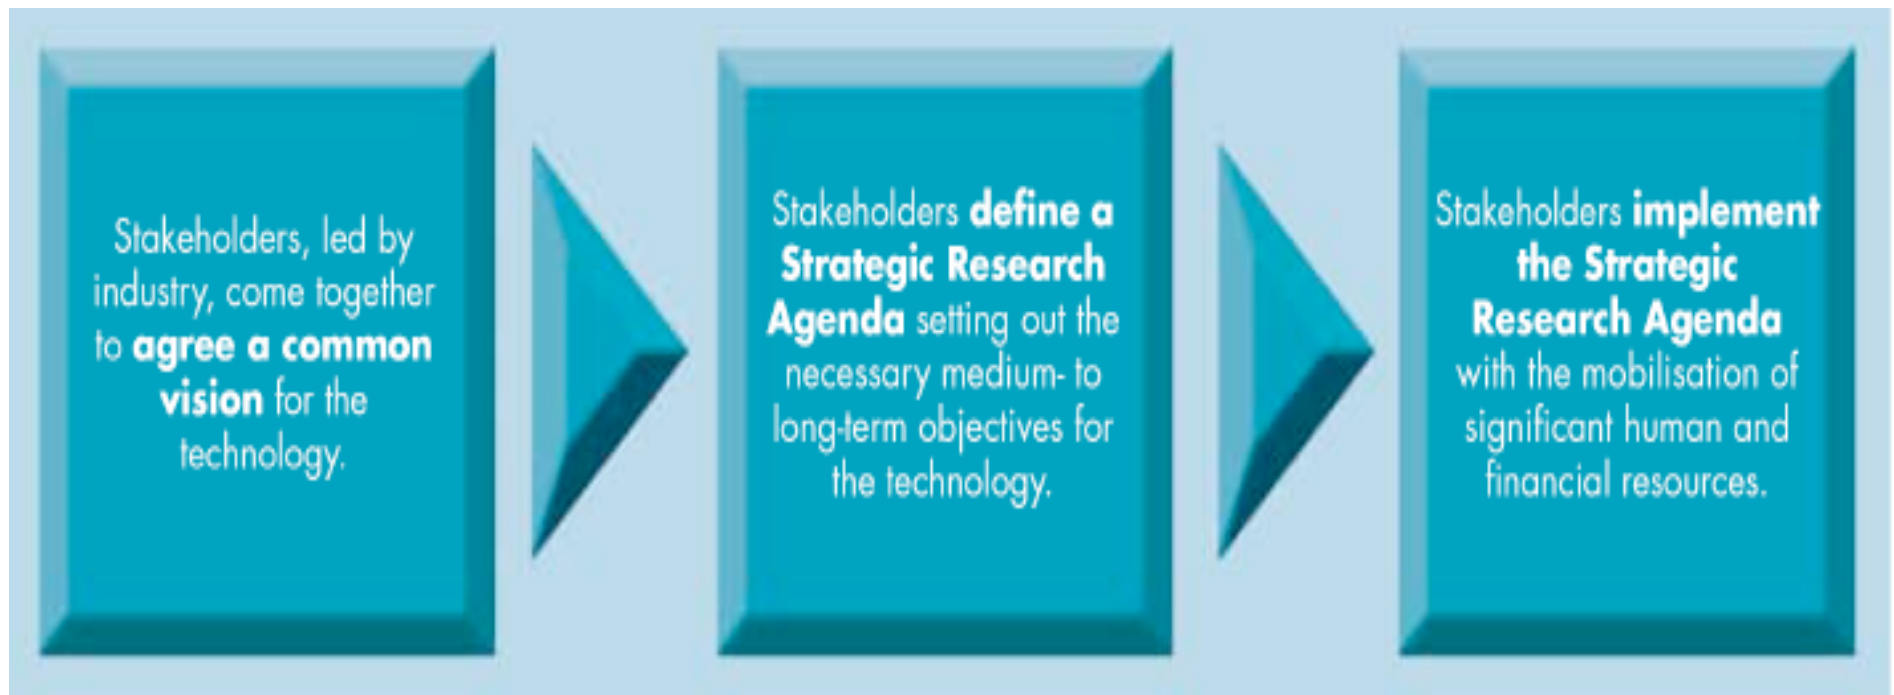 Stakeholders, led by
industry, come together
to agree a common
vision for the
technology.
Stakeholders define a
Strategic Research
Agenda setting out the
necessary medium- to
long-term objectives for
the technology.
Stakeholders implement
the Strategic
Research Agenda
with the mobilisation of
significant human and
financial resources.